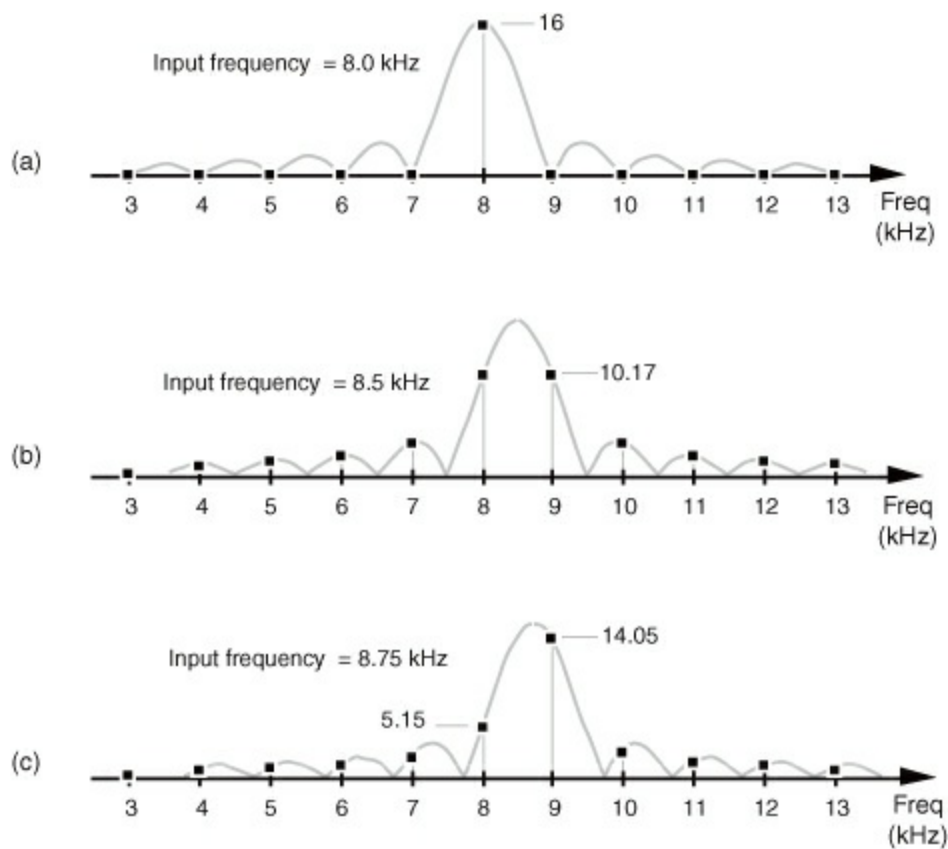 16
Input frequency = 8.0 kHz
(a)
3 4 5 6 7 8 9 10 11 12 13 Freq
(kHz)
Input frequency = 8.5 kHz
10.17
(b)
3 4 5 6 7 8 9 10 11 12 13 Freq
(kHz)
14.05
Input frequency = 8.75 kHz
5.15
(c)
3 4 5 6 7 8 9 10 11 12 13 Freq
(kHz)